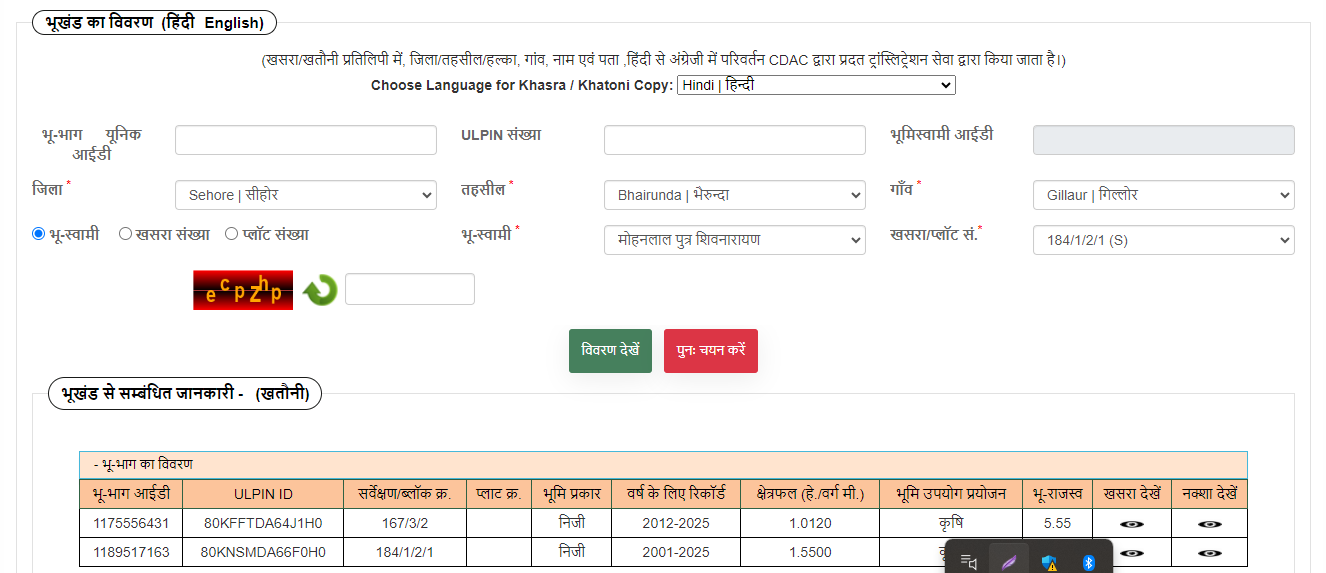 भूखंड का विवरण (हिंदी English)
(खसरा/खतौनी प्रतिलिपी में, जिला/तहसील/हल्का, गांव, नाम एवं पता ,हिंदी से अंग्रेजी में परिवर्तन CDAC द्वारा प्रदत ट्रांस्लिट्रेशन सेवा द्वारा किया जाता है।)
Choose Language for Khasra / Khatoni Copy: Hindi | हिन्दी
भू-भाग यूनिक आईडी ULPIN संख्या भूमिस्वामी आईडी
जिला * Sehore | सीहोर तहसील * Bhairunda | भैरुन्दा गाँव * Gillaur | गिल्लोर
भू-स्वामी खसरा संख्या प्लॉट संख्या भू-स्वामी * मोहनलाल पुत्र शिवनारायण खसरा/प्लॉट सं.* 184/1/2/1 (S)
ecpzhp
विवरण देखें पुनः चयन करें
भूखंड से सम्बंधित जानकारी - (खतौनी)
- भू-भाग का विवरण
भू-भाग आईडी ULPIN ID सर्वेक्षण/ब्लॉक क्र. प्लाट क्र. भूमि प्रकार वर्ष के लिए रिकॉर्ड क्षेत्रफल (हे./वर्ग मी.) भूमि उपयोग प्रयोजन भू-राजस्व खसरा देखें नक्शा देखें
1175556431 80KFFTDA64J1H0 167/3/2 निजी 2012-2025 1.0120 कृषि 5.55
1189517163 80KNSMDA66F0H0 184/1/2/1 निजी 2001-2025 1.5500